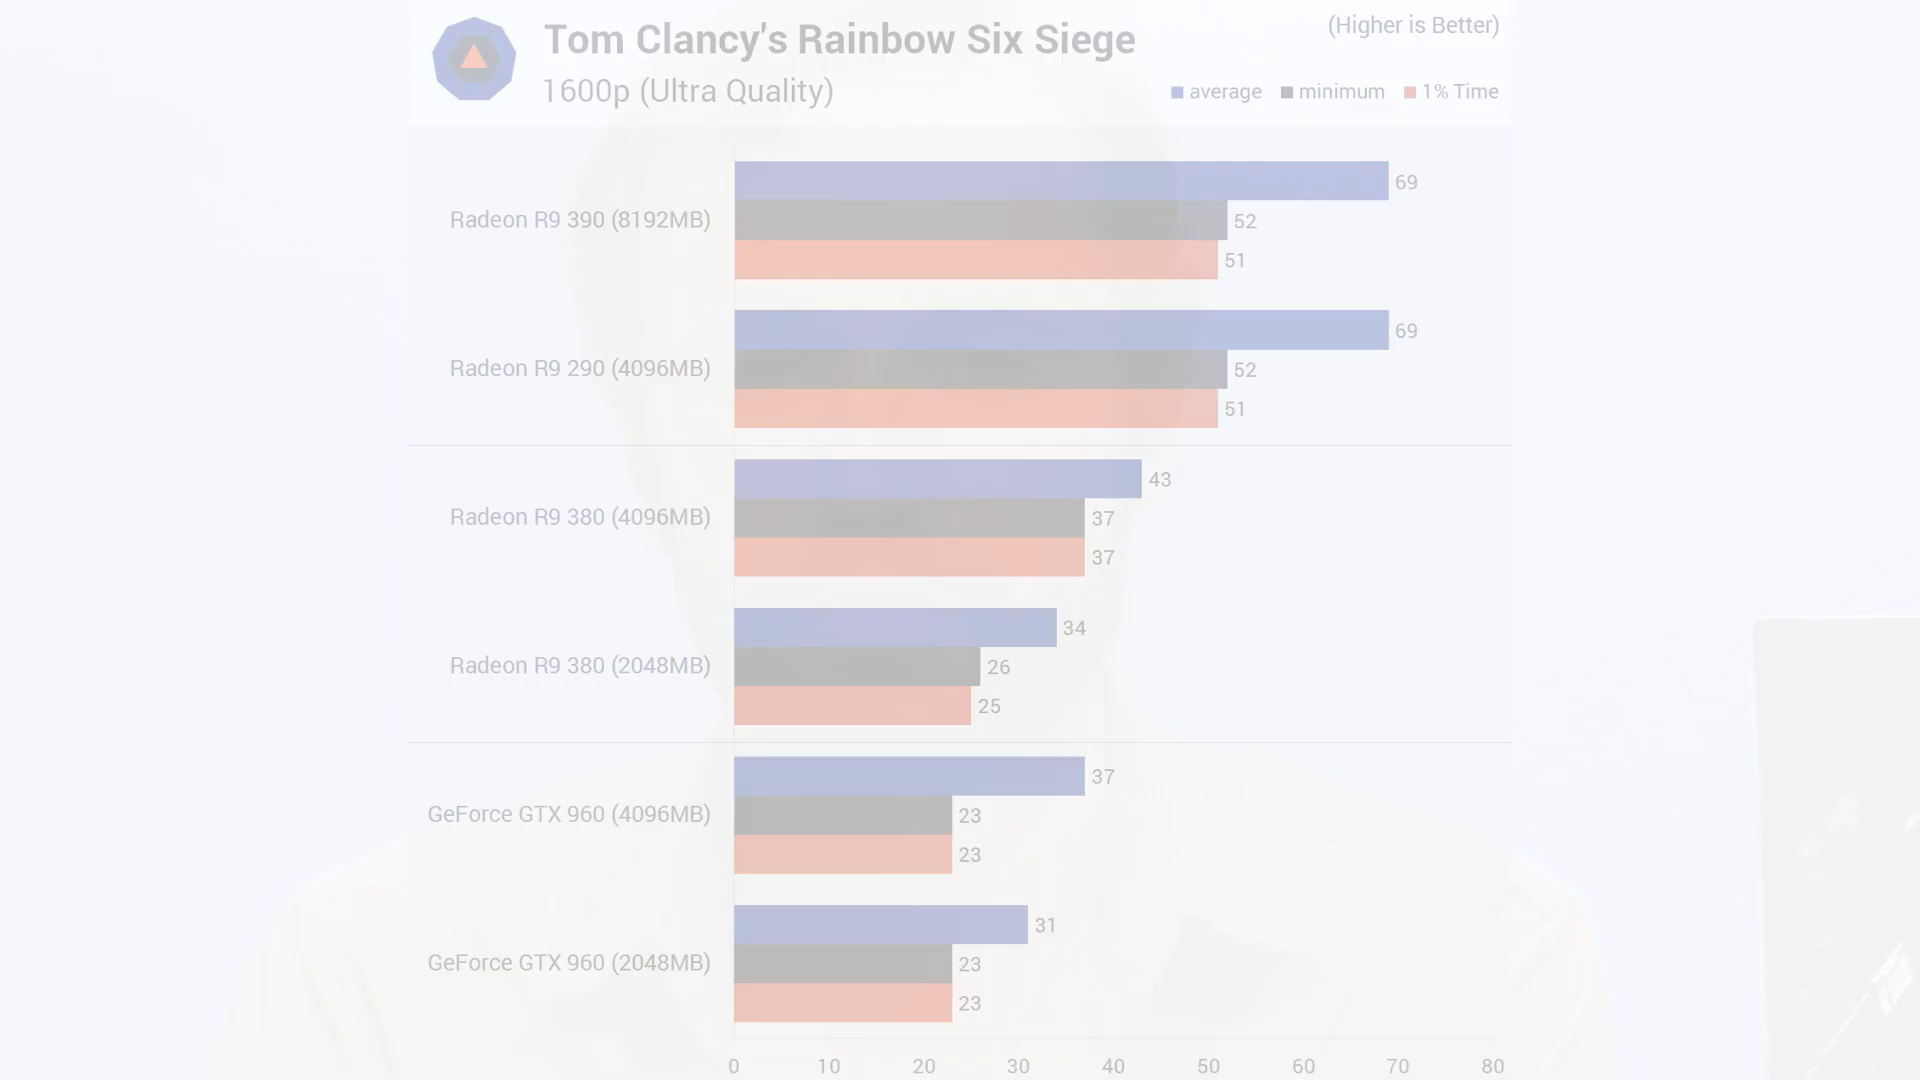 Tom Clancy's Rainbow Six Siege
(Higher is Better)
1600p (Ultra Quality)
average minimum 1% Time
69
Radeon R9 390 (8192MB)
52
51
69
Radeon R9 290 (4096MB)
52
51
43
Radeon R9 380 (4096MB)
37
37
34
Radeon R9 380 (2048MB)
26
25
37
GeForce GTX 960 (4096MB)
23
23
31
GeForce GTX 960 (2048MB)
23
23
0 10 20 30 40 50 60 70 80